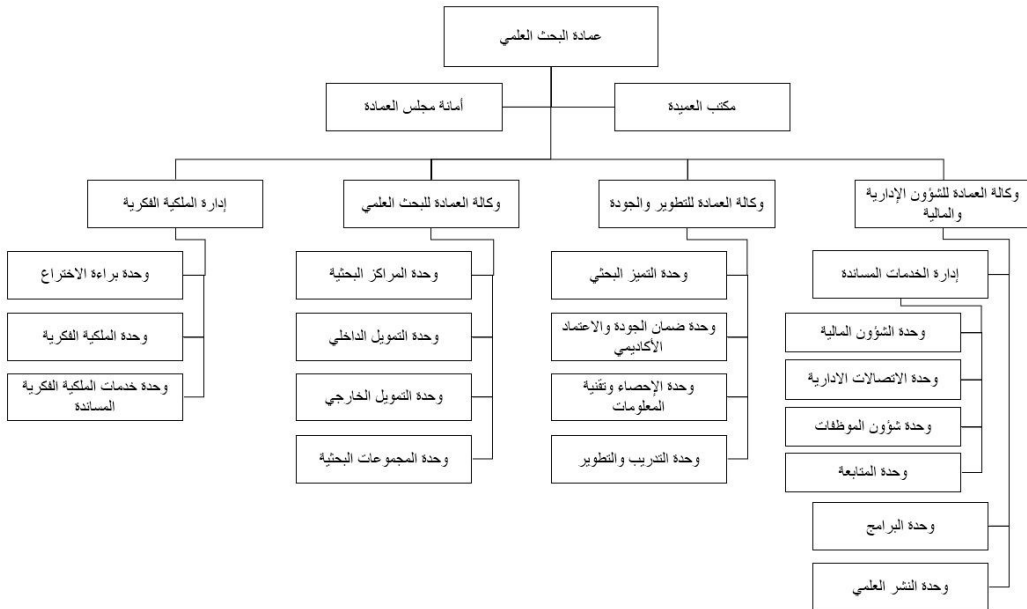 عمادة البحث العلمي
مكتب العميدة
أمانة مجلس العمادة
وكالة العمادة للشؤون الإدارية
والمالية
وكالة العمادة للتطوير والجودة
وكالة العمادة للبحث العلمي
إدارة الملكية الفكرية
إدارة الخدمات المساندة
وحدة الشؤون المالية
وحدة الاتصالات الادارية
وحدة شؤون الموظفات
وحدة المتابعة
وحدة البرامج
وحدة النشر العلمي
وحدة التميز البحثي
وحدة ضمان الجودة والاعتماد
الأكاديمي
وحدة الإحصاء وتقنية
المعلومات
وحدة التدريب والتطوير
وحدة المراكز البحثية
وحدة التمويل الداخلي
وحدة التمويل الخارجي
وحدة المجموعات البحثية
وحدة براءة الاختراع
وحدة الملكية الفكرية
وحدة خدمات الملكية الفكرية
المساندة